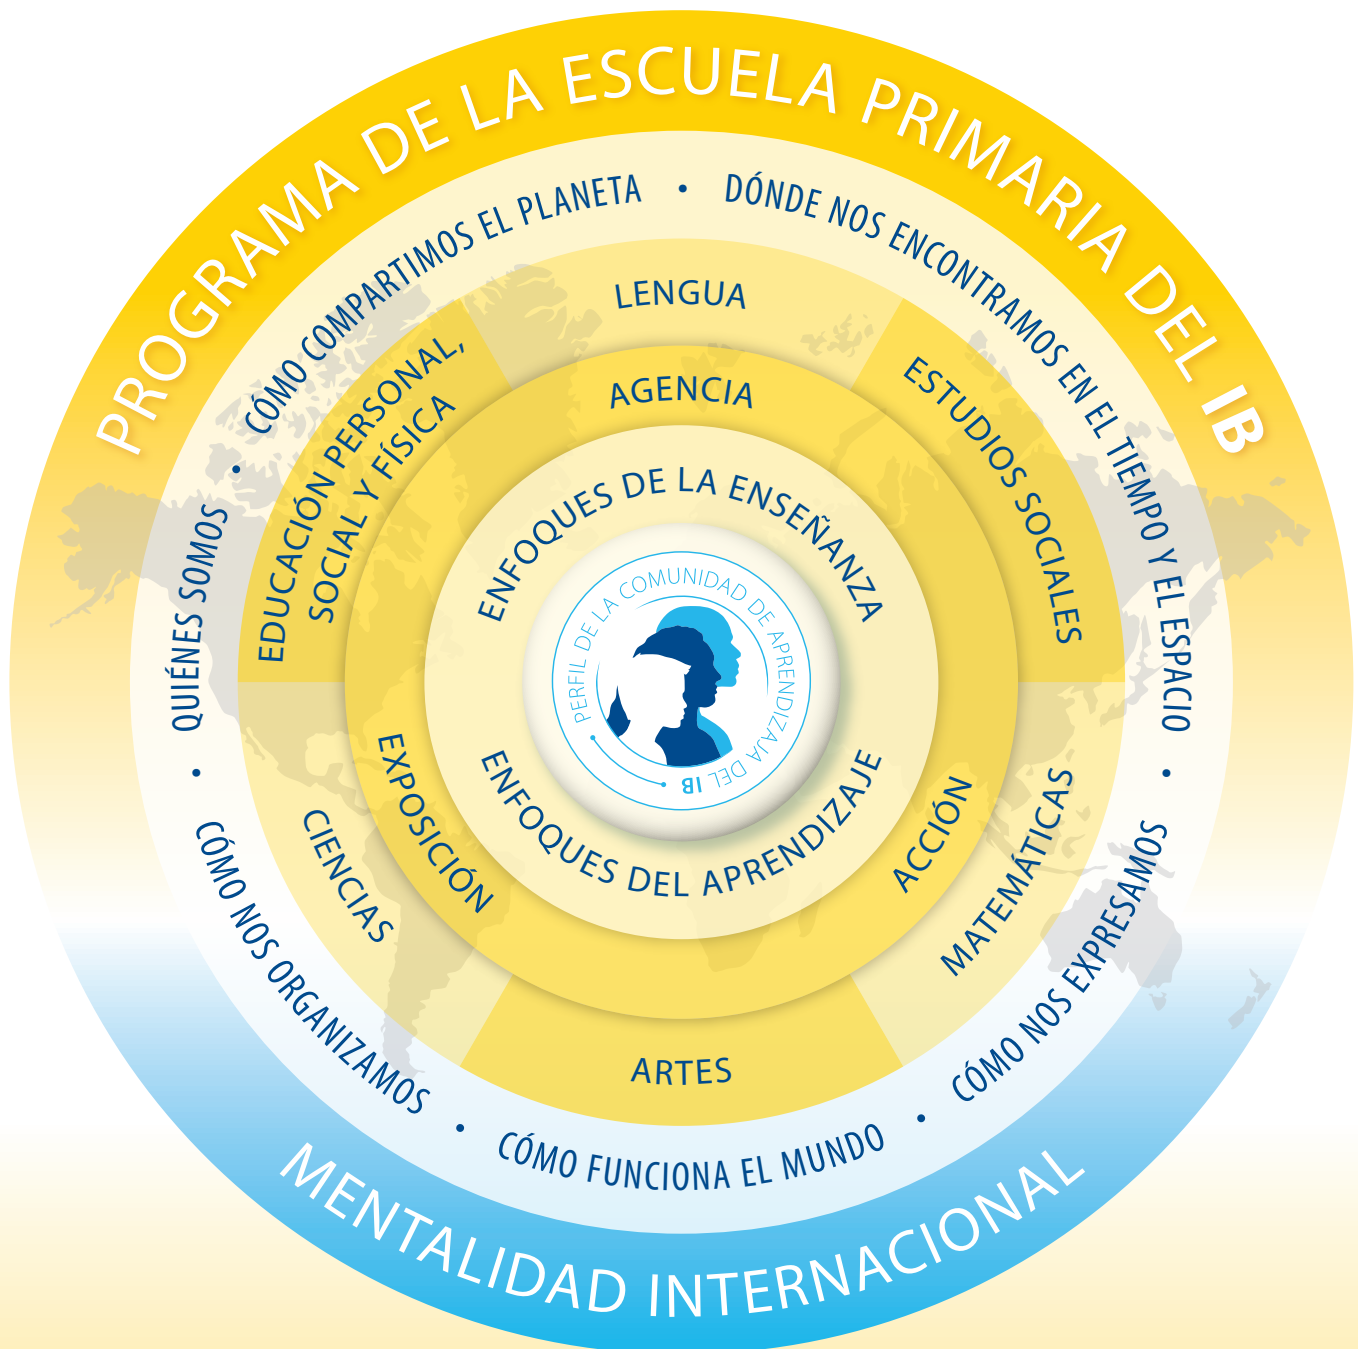 PROGRAMA DE LA ESCUELA PRIMARIA DEL IB
CÓMO COMPARTIMOS EL PLANETA
•
DÓNDE NOS ENCONTRAMOS EN EL TIEMPO Y EL ESPACIO
•
CÓMO NOS EXPRESAMOS
•
CÓMO FUNCIONA EL MUNDO
•
CÓMO NOS ORGANIZAMOS
•
QUIÉNES SOMOS
•
LENGUA
ESTUDIOS SOCIALES
MATEMÁTICAS
ARTES
CIENCIAS
EDUCACIÓN PERSONAL,
SOCIAL Y FÍSICA
AGENCIA
ACCIÓN
EXPOSICIÓN
ENFOQUES DE LA ENSEÑANZA
ENFOQUES DEL APRENDIZAJE
PERFIL DE LA COMUNIDAD DE APRENDIZAJA DEL IB
MENTALIDAD INTERNACIONAL